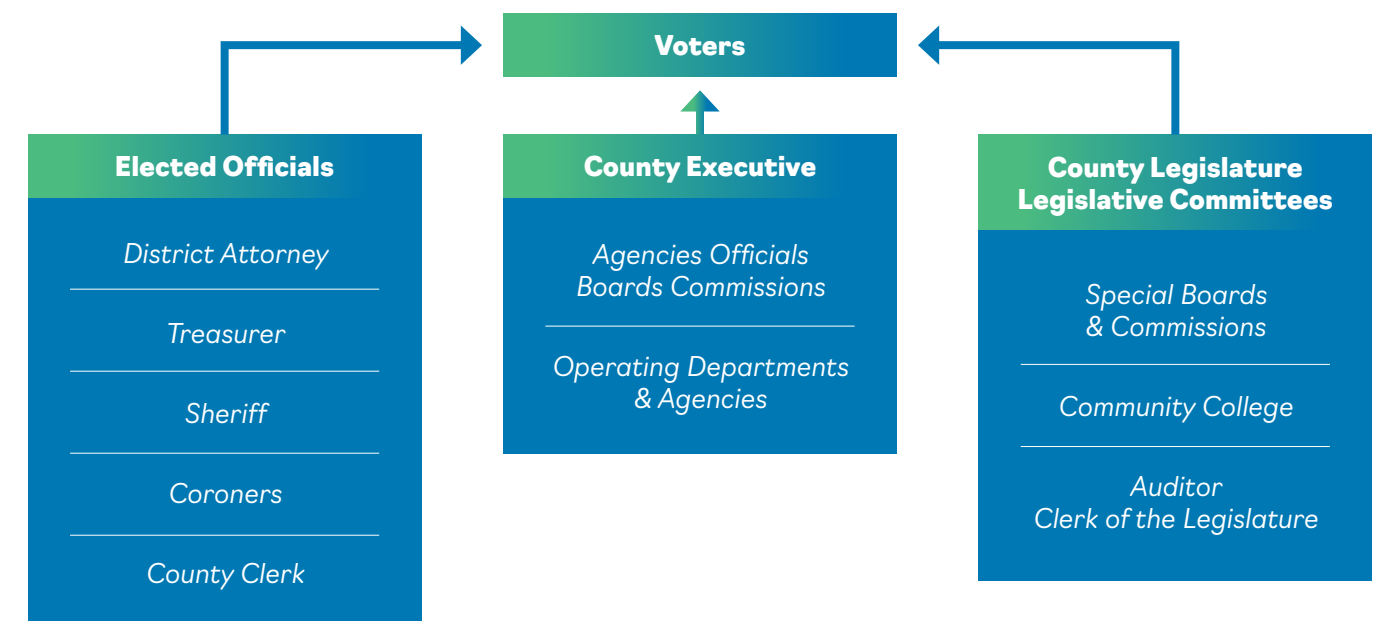 Voters
Elected Officials
District Attorney
Treasurer
Sheriff
Coroners
County Clerk
County Executive
Agencies Officials
Boards Commissions
Operating Departments
& Agencies
County Legislature
Legislative Committees
Special Boards
& Commissions
Community College
Auditor
Clerk of the Legislature